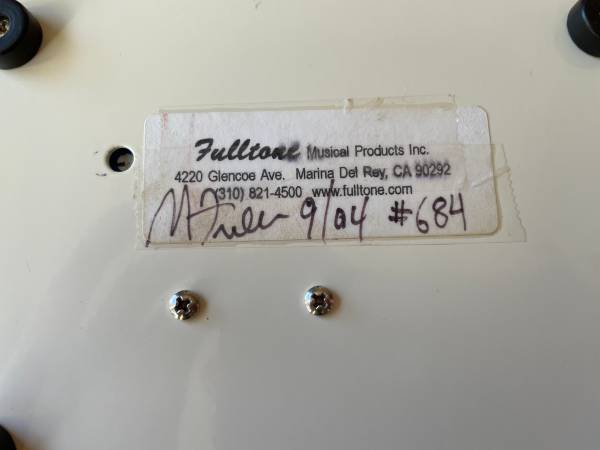 Fulltone Musical Products Inc.
4220 Glencoe Ave. Marina Del Rey, CA 90292
(310) 821-4500 www.fulltone.com
M Fuller 9/04 #684